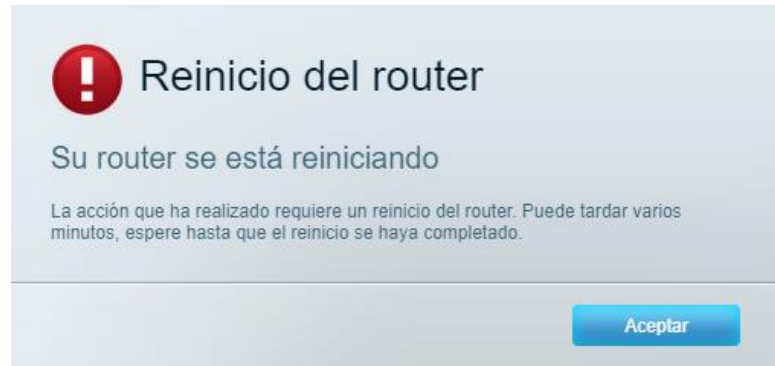 Reinicio del router
Su router se está reiniciando
La acción que ha realizado requiere un reinicio del router. Puede tardar varios
minutos, espere hasta que el reinicio se haya completado.
Aceptar